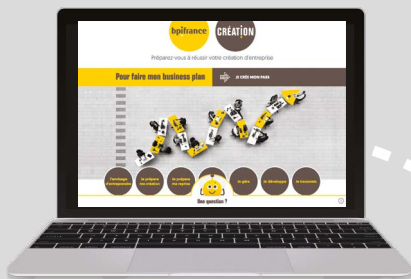 bpifrance
CRÉATION
Préparez-vous à réussir votre création d'entreprise
Pour faire mon business plan
JE CRÉE MON PASS
J'envisage
d'entreprendre
Je prépare
ma création
Je prépare
ma reprise
Je gère
Je développe
Je transmets
Une question ?